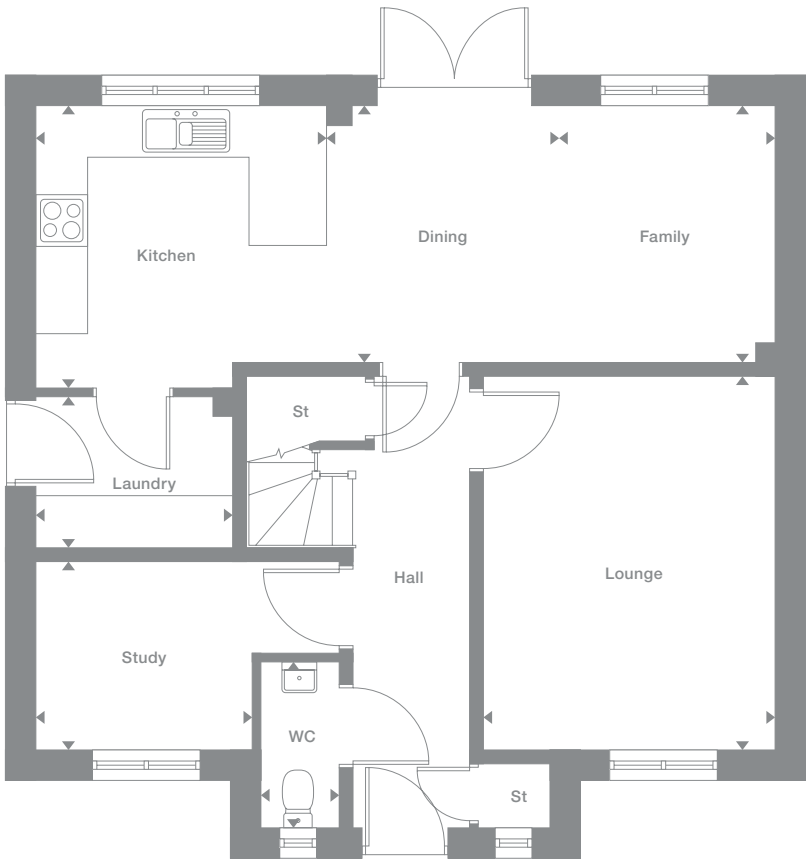 Dining
Family
Kitchen
St
Laundry
Hall
Lounge
Study
WC
St